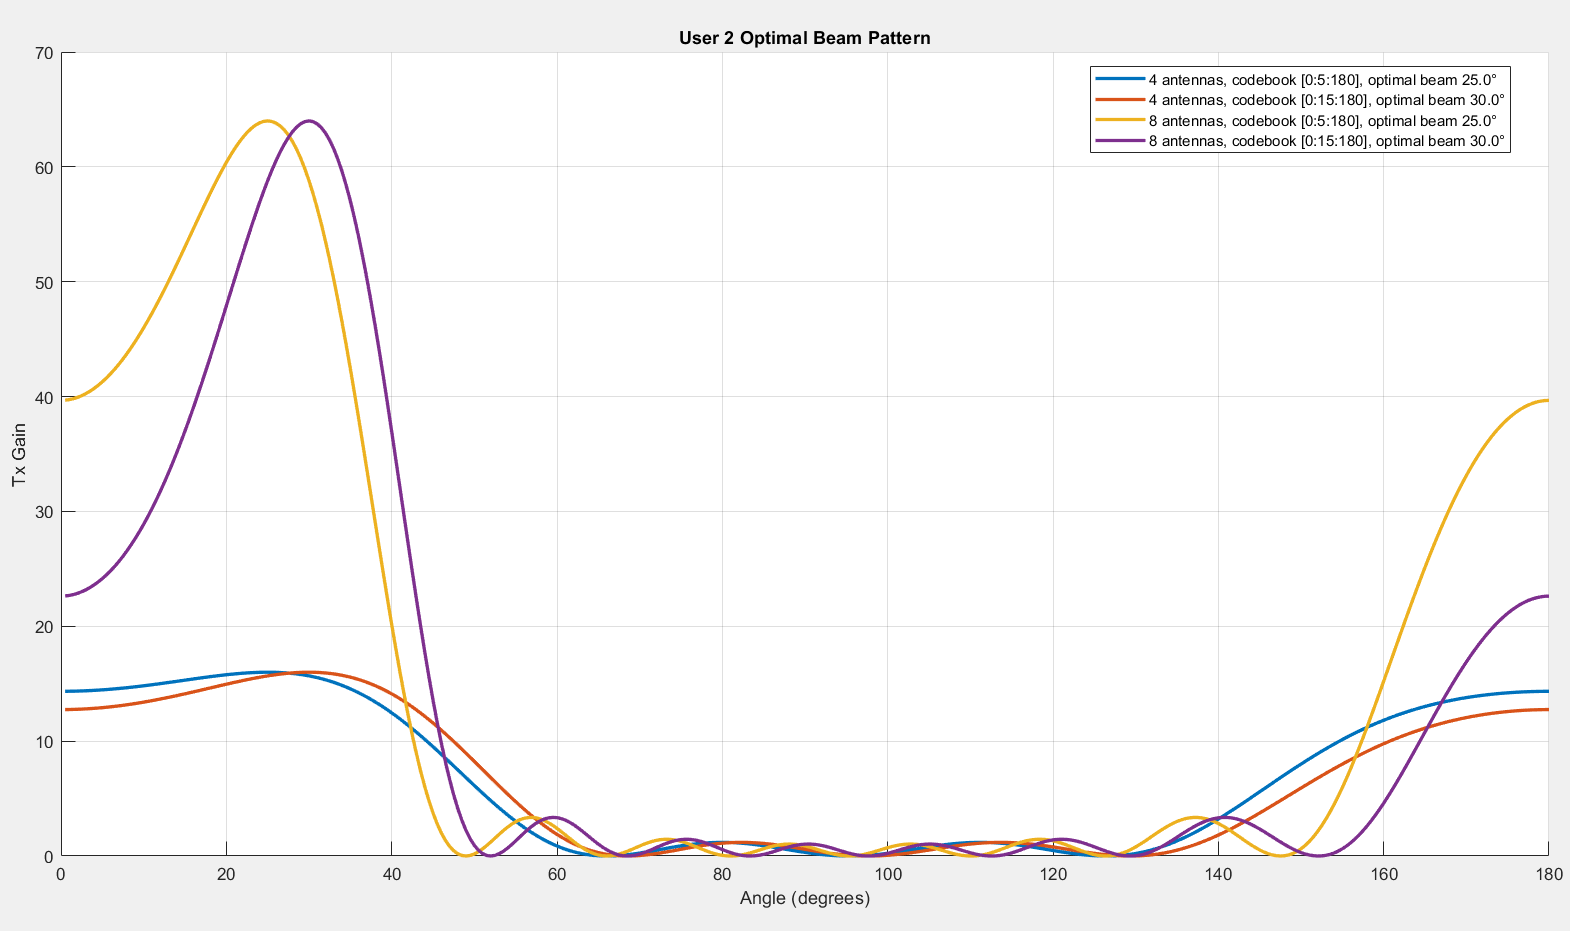 User 2 Optimal Beam Pattern
4 antennas, codebook [0:5:180], optimal beam 25.0°
4 antennas, codebook [0:15:180], optimal beam 30.0°
8 antennas, codebook [0:5:180], optimal beam 25.0°
8 antennas, codebook [0:15:180], optimal beam 30.0°
Tx Gain
70
60
50
40
30
20
10
0
0 20 40 60 80 100 120 140 160 180
Angle (degrees)